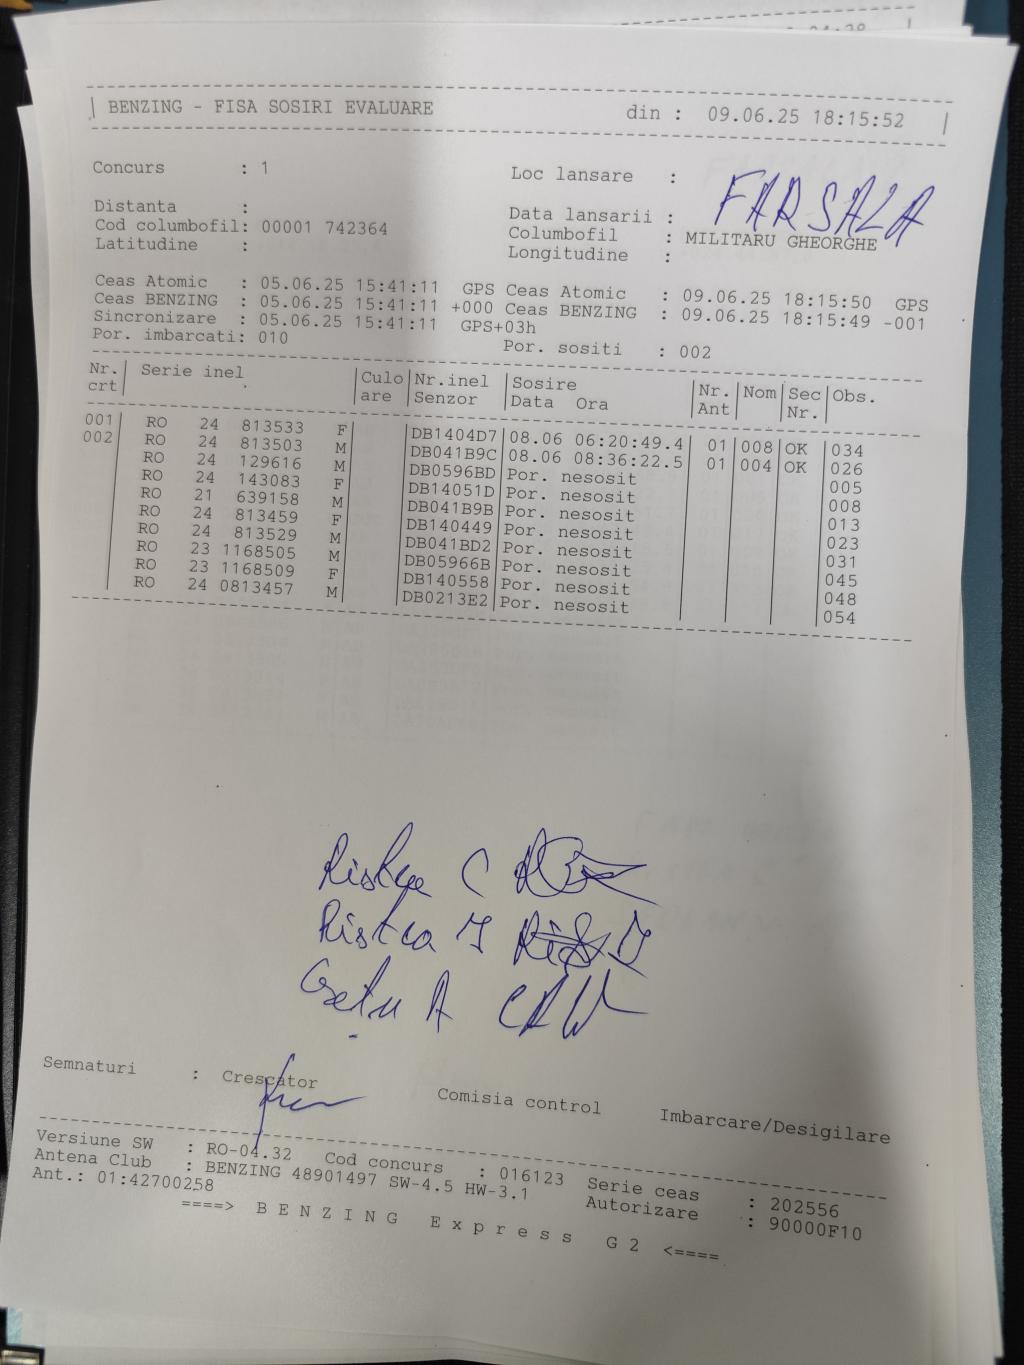 BENZING - FISA SOSIRI EVALUARE din : 09.06.25 18:15:52
Concurs : 1 Loc lansare : FARSALA
Distanta : Data lansarii :
Cod columbofil: 00001 742364 Columbofil : MILITARU GHEORGHE
Latitudine : Longitudine :
Ceas Atomic : 05.06.25 15:41:11 GPS Ceas Atomic : 09.06.25 18:15:50 GPS
Ceas BENZING : 05.06.25 15:41:11 +000 Ceas BENZING : 09.06.25 18:15:49 -001
Sincronizare : 05.06.25 15:41:11 GPS+03h
Por. imbarcati: 010 Por. sositi : 002
Nr. Serie inel Culo Nr.inel Sosire Nr. Nom Sec Obs.
crt are Senzor Data Ora Ant Nr.
001 RO 24 813533 F DB1404D7 08.06 06:20:49.4 01 008 OK 034
002 RO 24 813503 M DB041B9C 08.06 08:36:22.5 01 004 OK 026
RO 24 129616 M DB0596BD Por. nesosit 005
RO 24 143083 F DB14051D Por. nesosit 008
RO 21 639158 M DB041B9B Por. nesosit 013
RO 24 813459 F DB140449 Por. nesosit 023
RO 24 813529 M DB041BD2 Por. nesosit 031
RO 23 1168505 M DB05966B Por. nesosit 045
RO 23 1168509 F DB140558 Por. nesosit 048
RO 24 0813457 M DB0213E2 Por. nesosit 054
Ristea C
Ristea I
A
Semnaturi : Crescator Comisia control Imbarcare/Desigilare
Versiune SW : RO-04.32 Cod concurs : 016123 Serie ceas : 202556
Antena Club : BENZING 48901497 SW-4.5 HW-3.1 Autorizare : 90000F10
Ant.: 01:42700258
====> B E N Z I N G E x p r e s s G 2 <====